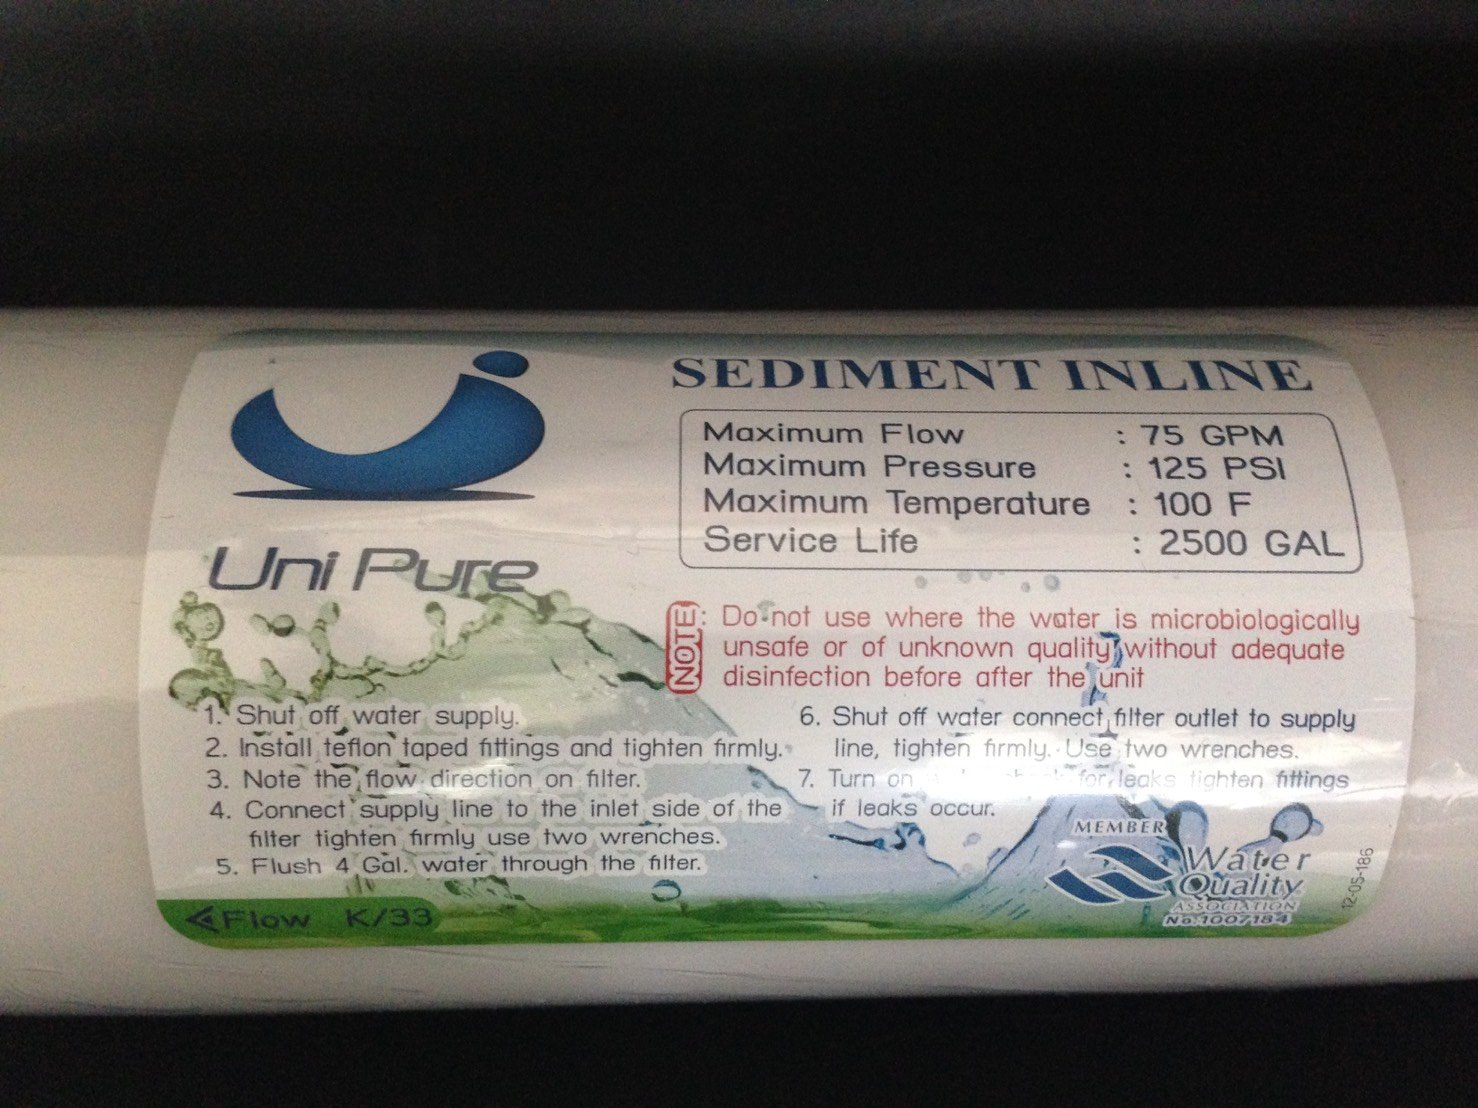 SEDIMENT INLINE
Maximum Flow : 75 GPM
Maximum Pressure : 125 PSI
Maximum Temperature : 100 F
Service Life : 2500 GAL
Uni Pure
NOTE: Do not use where the water is microbiologically
unsafe or of unknown quality, without adequate
disinfection before after the unit
1. Shut off water supply.
2. Install teflon taped fittings and tighten firmly.
3. Note the flow direction on filter.
4. Connect supply line to the inlet side of the
filter tighten firmly use two wrenches.
5. Flush 4 Gal. water through the filter.
6. Shut off water connect filter outlet to supply
line, tighten firmly. Use two wrenches.
7. Turn on for leaks tighten fittings
if leaks occur.
MEMBER
Water
Quality
ASSOCIATION
No.1007184
12-05-186
Flow K/33